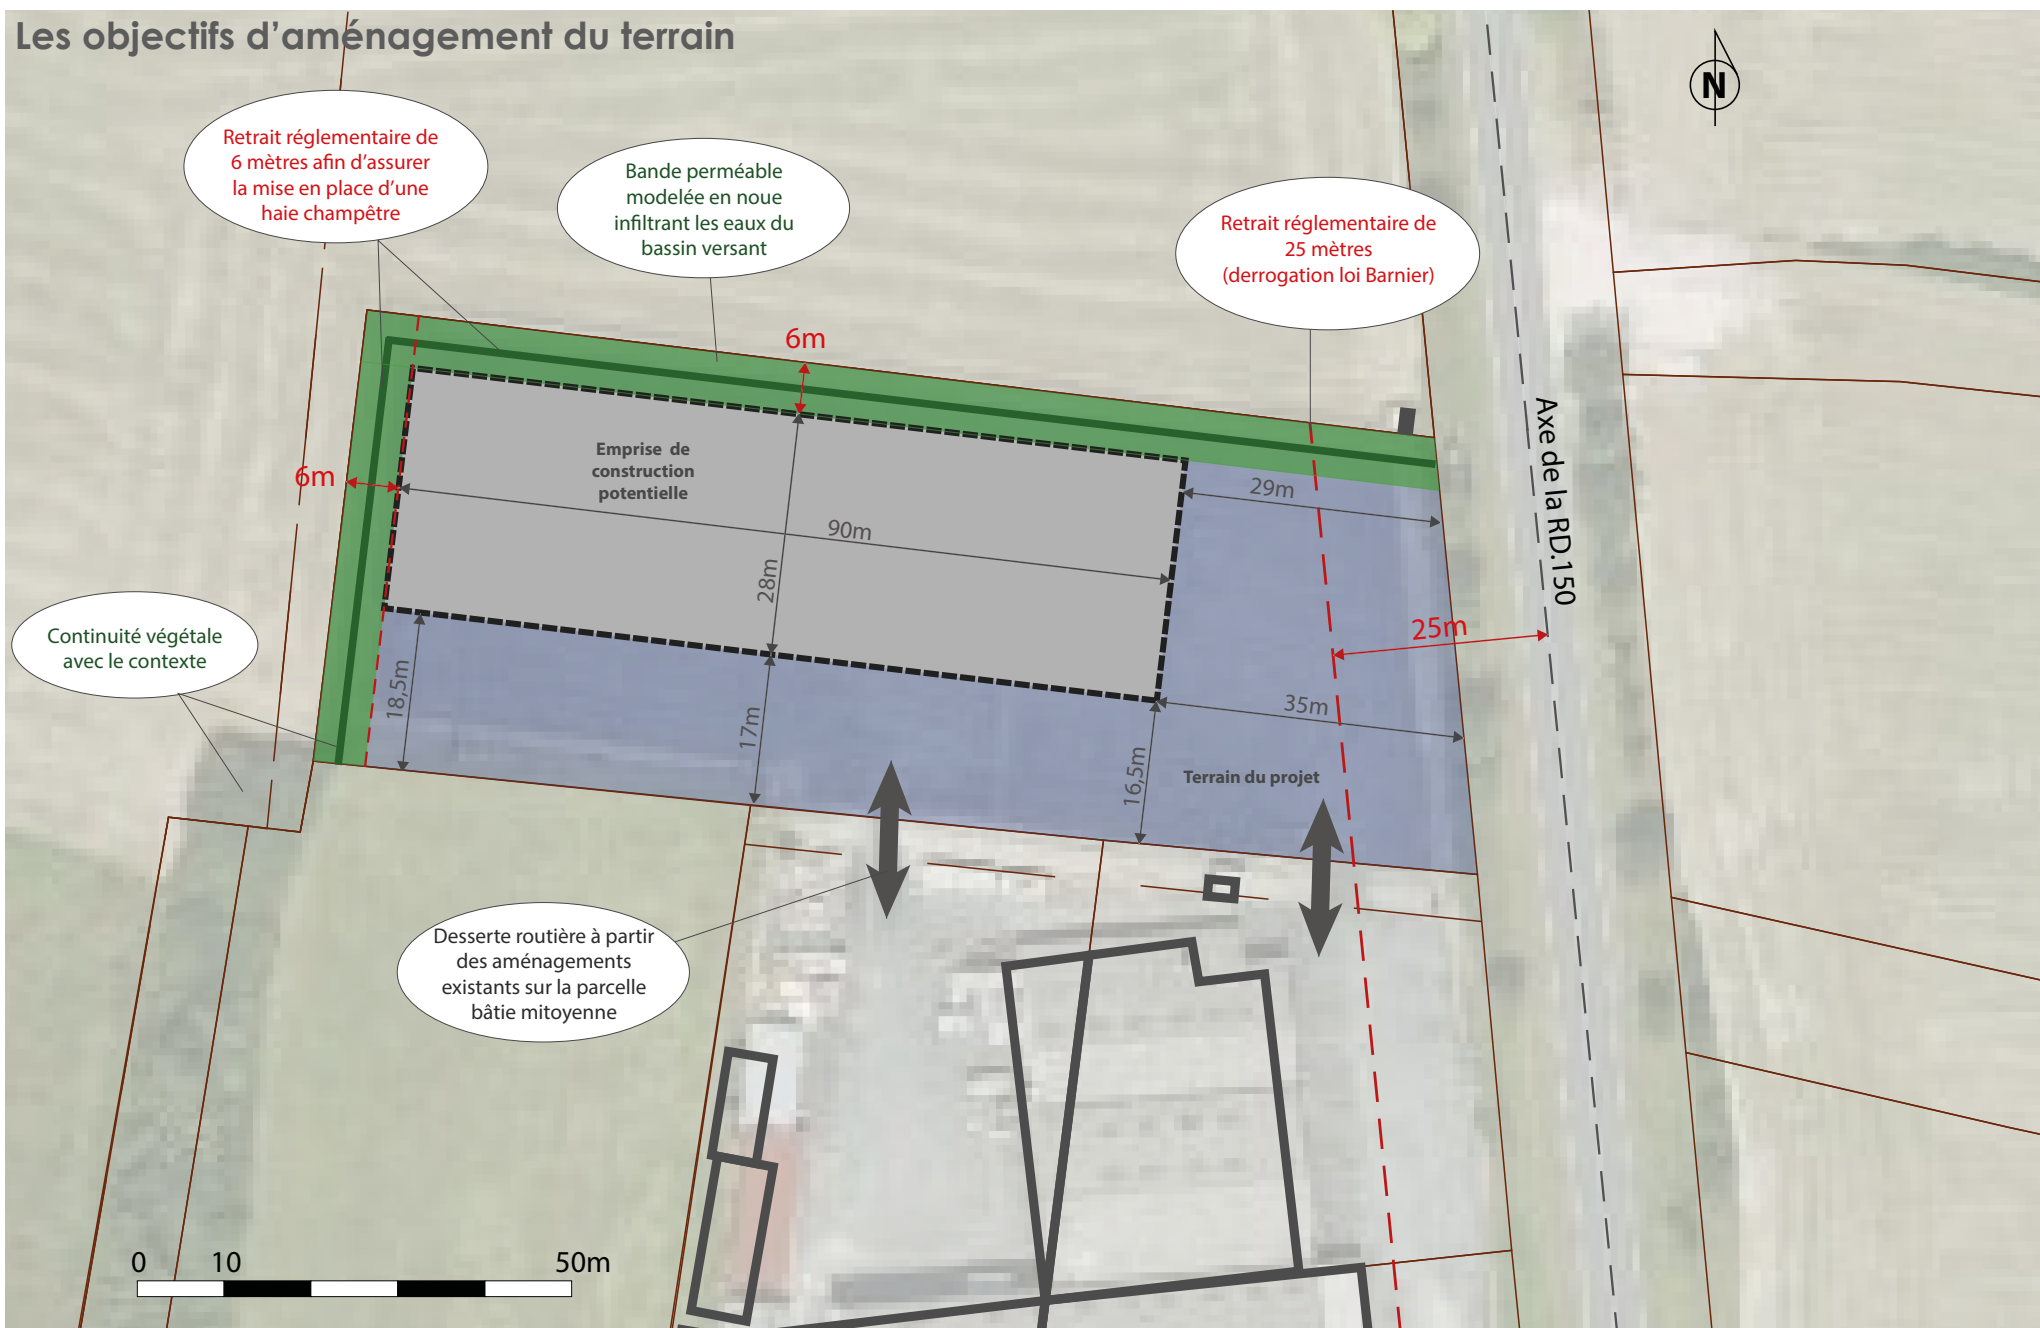 Les objectifs d'aménagement du terrain
N
Retrait réglementaire de
6 mètres afin d'assurer
la mise en place d'une
haie champêtre
Bande perméable
modelée en noue
infiltrant les eaux du
bassin versant
Retrait réglementaire de
25 mètres
(derrogation loi Barnier)
6m
Axe de la RD.150
Emprise de
construction
potentielle
6m
29m
90m
28m
25m
Continuité végétale
avec le contexte
18,5m
17m
35m
16,5m
Terrain du projet
Desserte routière à partir
des aménagements
existants sur la parcelle
bâtie mitoyenne
0 10 50m